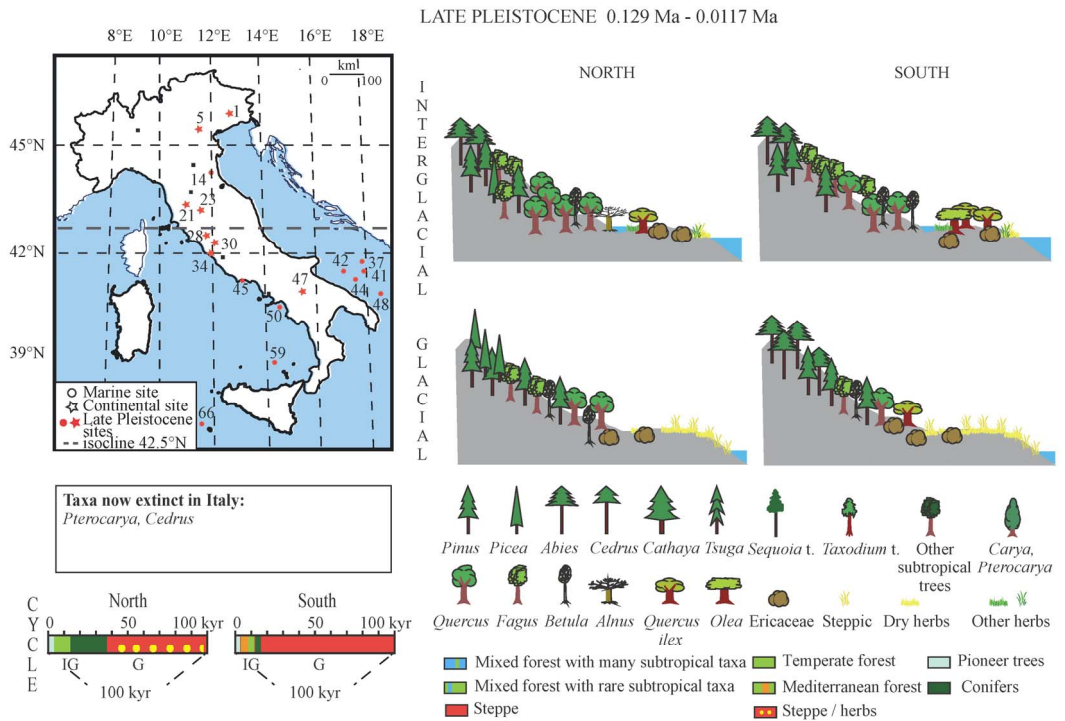 LATE PLEISTOCENE 0.129 Ma - 0.0117 Ma
8°E 10°E 12°E 14°E 16°E 18°E
km
0 100
45°N
42°N
39°N
1
5
14
23
21
28
30
34
45
47
50
42
37
41
44
48
59
66
Marine site
Continental site
Late Pleistocene
sites
isocline 42.5°N
NORTH SOUTH
INTERGLACIAL
GLACIAL
Taxa now extinct in Italy:
Pterocarya, Cedrus
Pinus Picea Abies Cedrus Cathaya Tsuga Sequoia t. Taxodium t. Other Carya,
subtropical Pterocarya
trees
Quercus Fagus Betula Alnus Quercus Olea Ericaceae Steppic Dry herbs Other herbs
ilex
CYCLE
North South
0 50 100 kyr 0 50 100 kyr
IG G IG G
100 kyr 100 kyr
Mixed forest with many subtropical taxa Temperate forest Pioneer trees
Mixed forest with rare subtropical taxa Mediterranean forest Conifers
Steppe Steppe / herbs